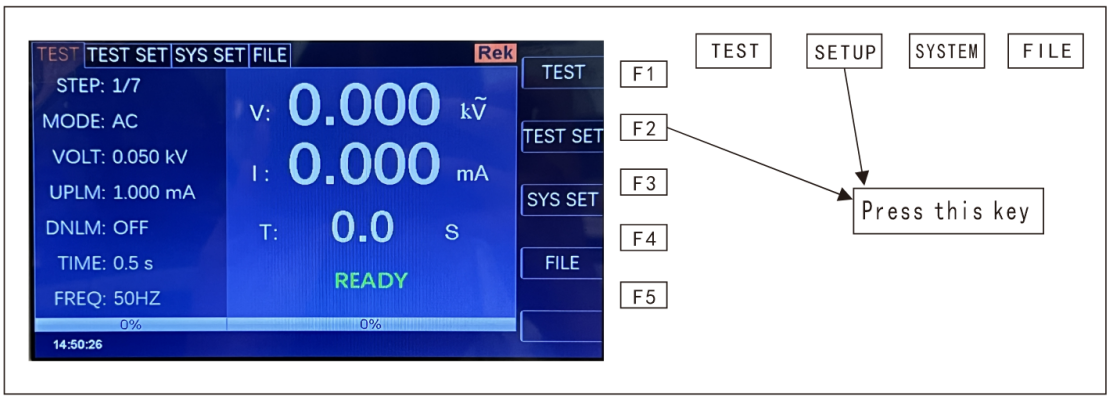 TEST TEST SET SYS SET FILE Rek
STEP: 1/7
MODE: AC
VOLT: 0.050 kV
UPLM: 1.000 mA
DNLM: OFF
TIME: 0.5 s
FREQ: 50HZ
V: 0.000 kṼ
I: 0.000 mA
T: 0.0 S
READY
0% 0%
14:50:26
TEST
TEST SET
SYS SET
FILE
F1
F2
F3
F4
F5
TEST SETUP SYSTEM FILE
Press this key